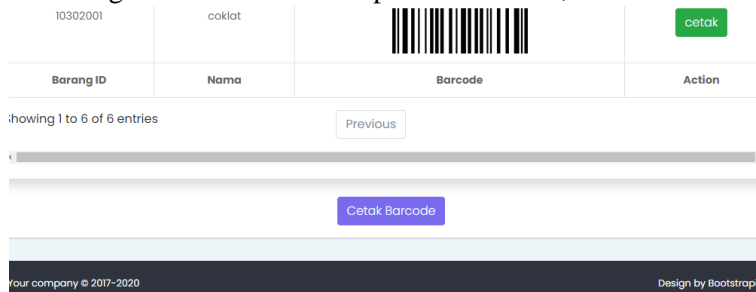 10302001 coklat cetak
Barang ID Nama Barcode Action
Showing 1 to 6 of 6 entries
Previous
Cetak Barcode
Your company © 2017-2020 Design by Bootstrap